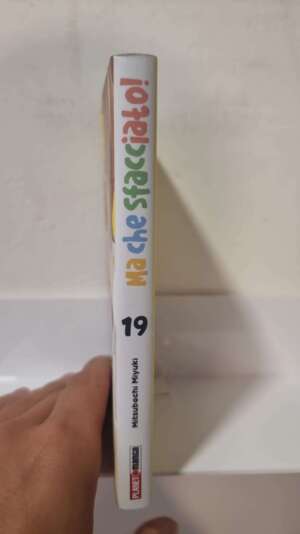 Ma che sfacciato!
19
Mitsubachi Miyuki
PLANET manga